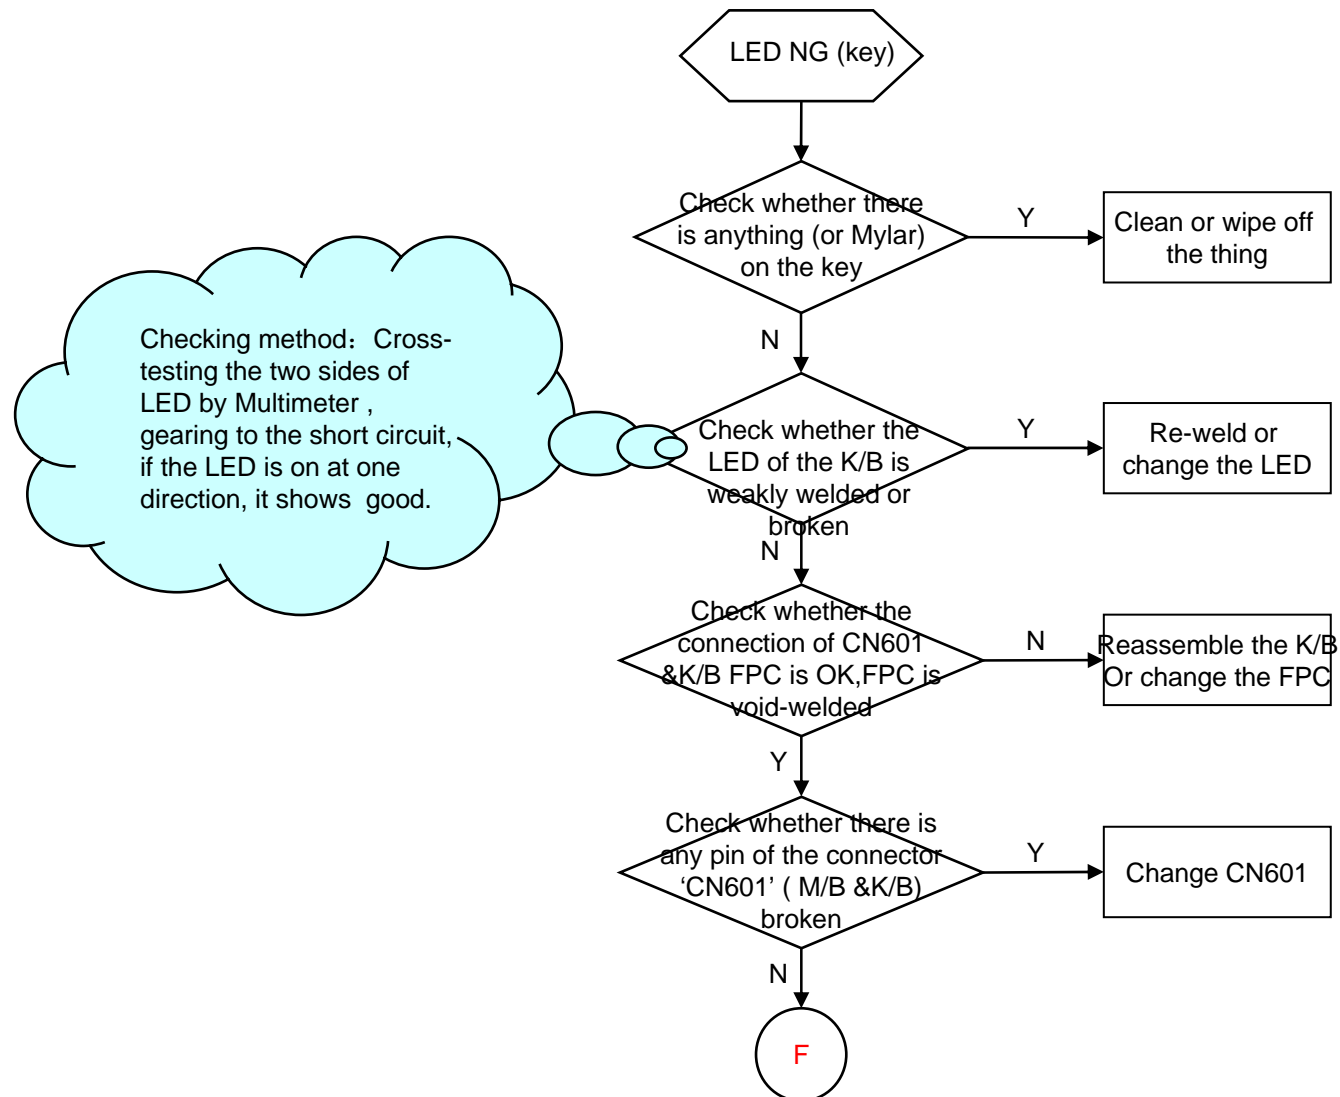 LED NG (key)
Check whether there
is anything (or Mylar)
on the key
Y
Clean or wipe off
the thing
N
Checking method：Cross-
testing the two sides of
LED by Multimeter ,
gearing to the short circuit,
if the LED is on at one
direction, it shows  good.
Check whether the
LED of the K/B is
weakly welded or
broken
Y
Re-weld or
change the LED
N
Check whether the
connection of CN601
&K/B FPC is OK,FPC is
void-welded
N
Reassemble the K/B
Or change the FPC
Y
Check whether there is
any pin of the connector
‘CN601’ ( M/B &K/B)
broken
Y
Change CN601
N
F